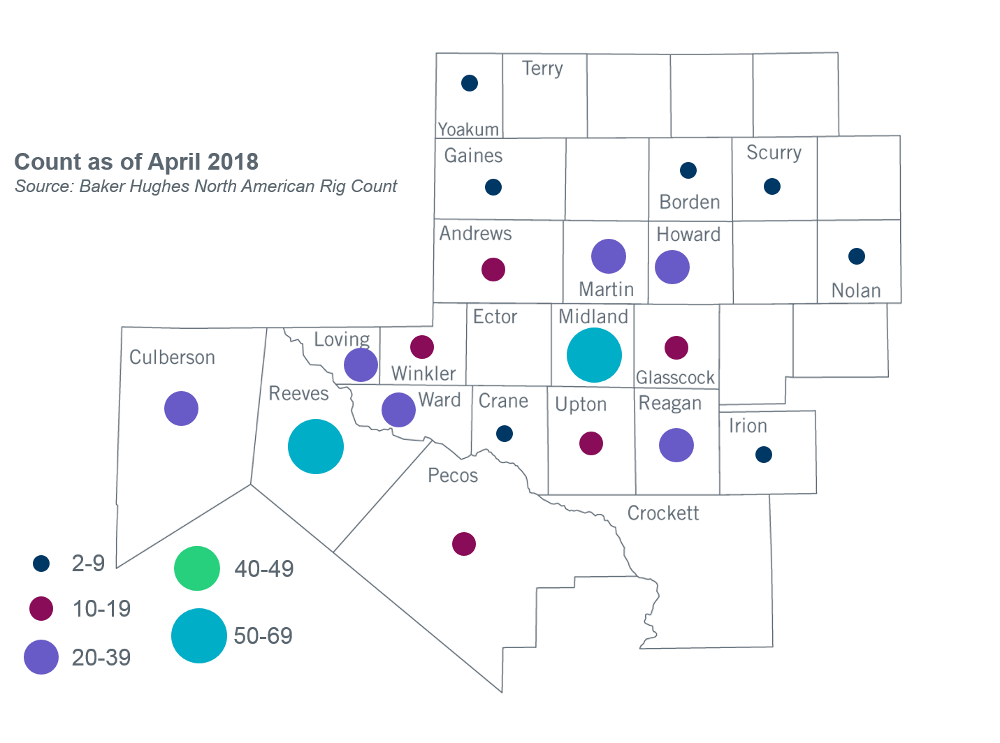 Terry
Yoakum
Count as of April 2018
Source: Baker Hughes North American Rig Count
Gaines
Scurry
Borden
Andrews
Howard
Martin
Nolan
Ector
Midland
Loving
Culberson
Winkler
Glasscock
Reeves
Ward
Crane
Upton
Reagan
Irion
Pecos
Crockett
2-9
40-49
10-19
50-69
20-39